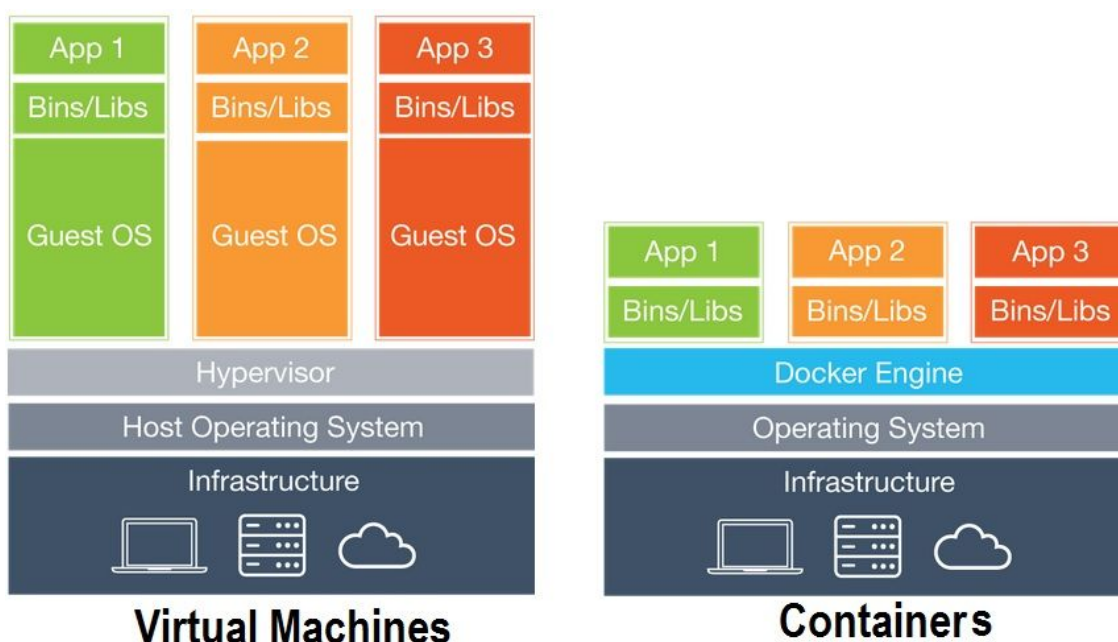 App 1
App 2
App 3
Bins/Libs
Bins/Libs
Bins/Libs
Guest OS
Guest OS
Guest OS
Hypervisor
Host Operating System
Infrastructure
Virtual Machines
App 1
App 2
App 3
Bins/Libs
Bins/Libs
Bins/Libs
Docker Engine
Operating System
Infrastructure
Containers